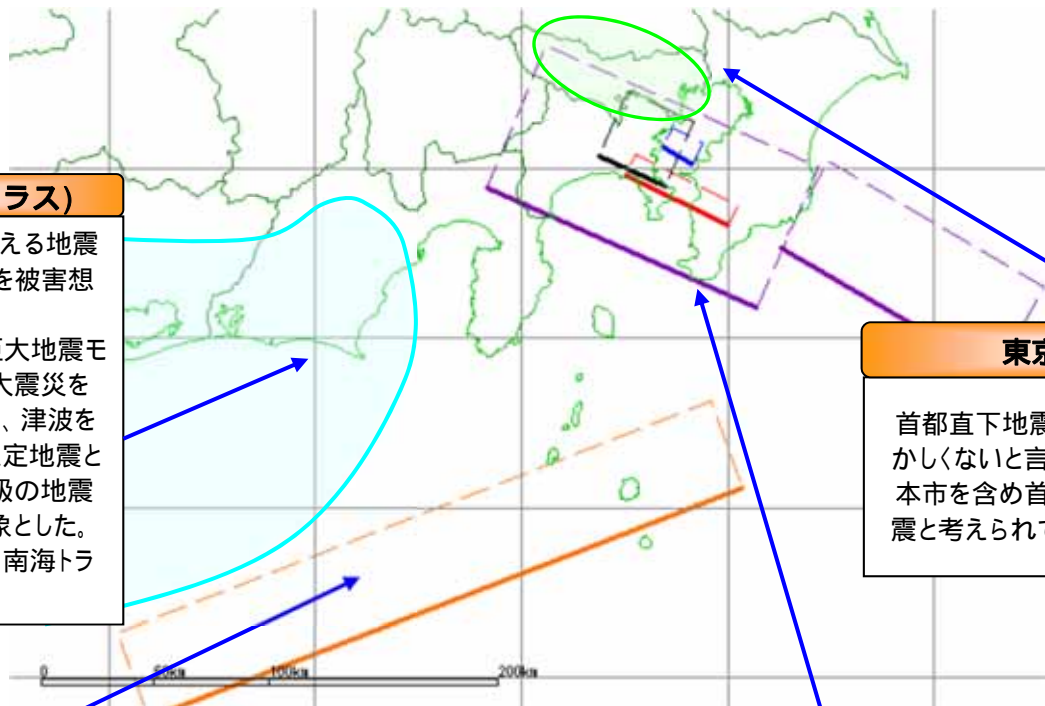 ラス)
える地震
を被害想
大地震モ
大震災を
、津波を
定地震と
級の地震
象とした。
南海トラ
東京
首都直下地震
かしくないと言
本市を含め首
震と考えられて
0 50km 100km 200km